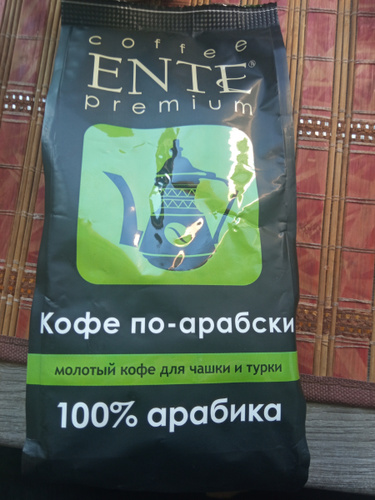 coffee
ENTE®
premium
Кофе по-арабски
молотый кофе для чашки и турки
100% арабика